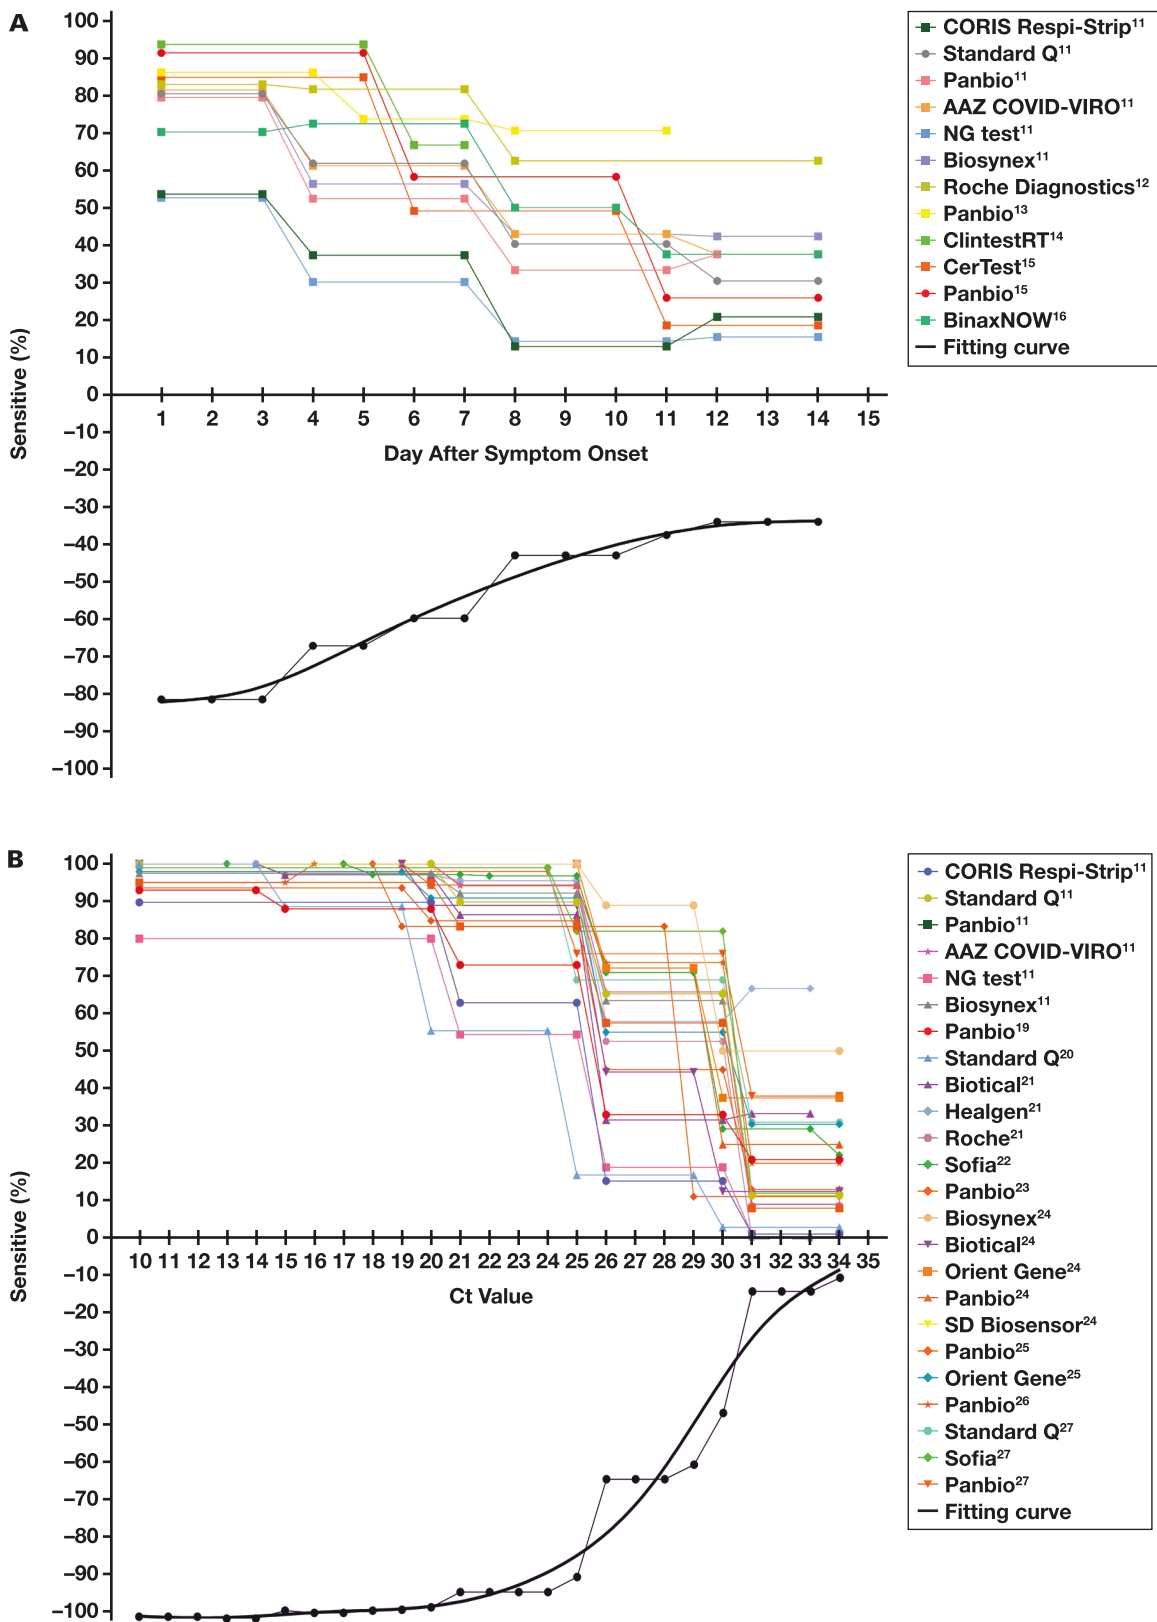 A
100
90
80
70
60
50
40
30
20
10
0
–10
–20
–30
–40
–50
–60
–70
–80
–90
–100
Sensitive (%)
1 2 3 4 5 6 7 8 9 10 11 12 13 14 15
Day After Symptom Onset
CORIS Respi-Strip¹¹
Standard Q¹¹
Panbio¹¹
AAZ COVID-VIRO¹¹
NG test¹¹
Biosynex¹¹
Roche Diagnostics¹²
Panbio¹³
ClintestRT¹⁴
CerTest¹⁵
Panbio¹⁵
BinaxNOW¹⁶
Fitting curve
B
100
90
80
70
60
50
40
30
20
10
0
–10
–20
–30
–40
–50
–60
–70
–80
–90
–100
Sensitive (%)
10 11 12 13 14 15 16 17 18 19 20 21 22 23 24 25 26 27 28 29 30 31 32 33 34 35
Ct Value
CORIS Respi-Strip¹¹
Standard Q¹¹
Panbio¹¹
AAZ COVID-VIRO¹¹
NG test¹¹
Biosynex¹¹
Panbio¹⁹
Standard Q²⁰
Biotical²¹
Healgen²¹
Roche²¹
Sofia²²
Panbio²³
Biosynex²⁴
Biotical²⁴
Orient Gene²⁴
Panbio²⁴
SD Biosensor²⁴
Panbio²⁵
Orient Gene²⁵
Panbio²⁶
Standard Q²⁷
Sofia²⁷
Panbio²⁷
Fitting curve